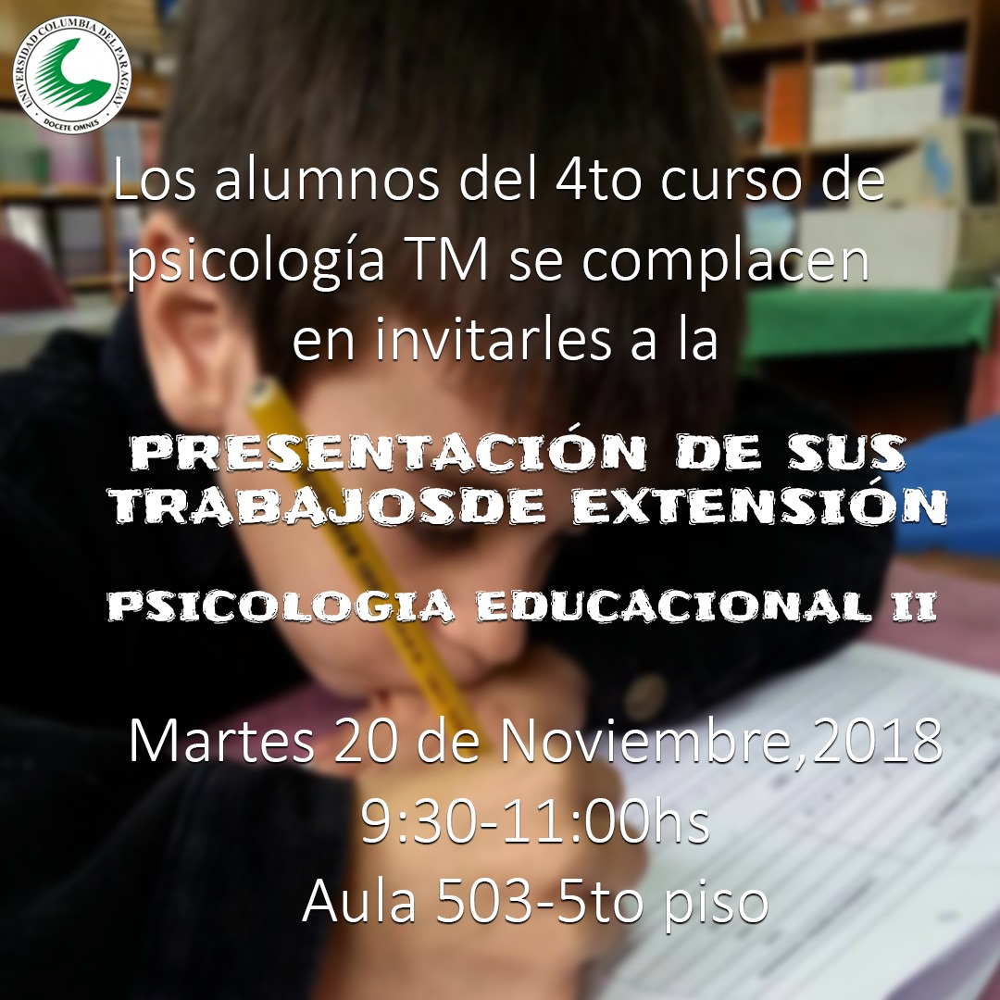 UNIVERSIDAD COLUMBIA DEL PARAGUAY
DOCETE OMNES
Los alumnos del 4to curso de
psicología TM se complacen
en invitarles a la
PRESENTACIÓN DE SUS
TRABAJOSDE EXTENSIÓN
PSICOLOGIA EDUCACIONAL II
Martes 20 de Noviembre,2018
9:30-11:00hs
Aula 503-5to piso